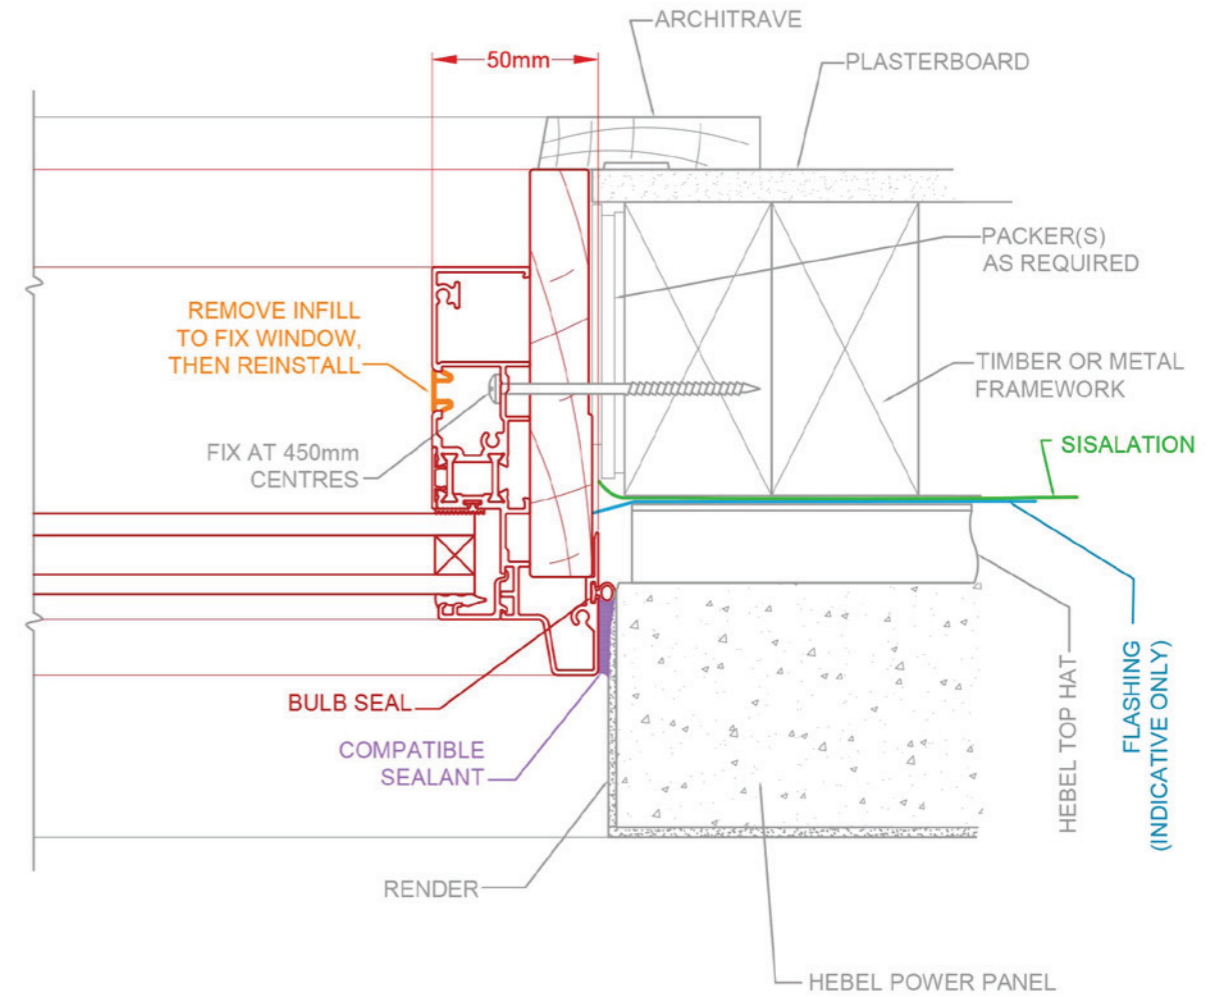 ARCHITRAVE
50mm
PLASTERBOARD
PACKER(S)
AS REQUIRED
REMOVE INFILL
TO FIX WINDOW,
THEN REINSTALL
TIMBER OR METAL
FRAMEWORK
FIX AT 450mm
CENTRES
SISALATION
BULB SEAL
COMPATIBLE
SEALANT
HEBEL TOP HAT
FLASHING
(INDICATIVE ONLY)
RENDER
HEBEL POWER PANEL